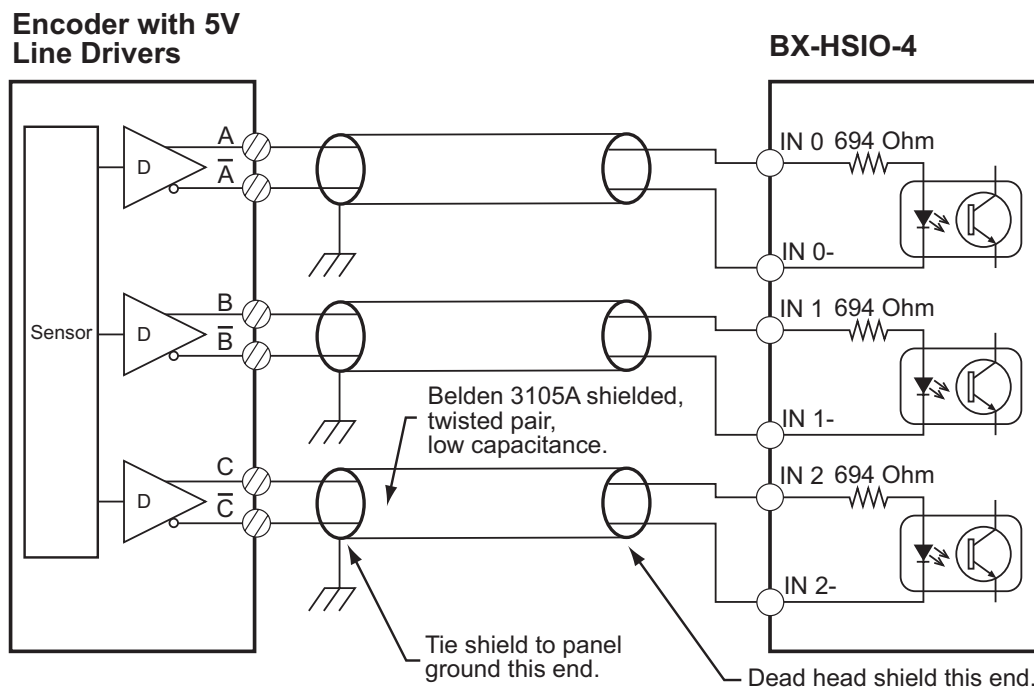 Encoder with 5V
Line Drivers
BX-HSIO-4
Sensor
D
A
A̅
IN 0 694 Ohm
IN 0-
D
B
B̅
IN 1 694 Ohm
IN 1-
Belden 3105A shielded,
twisted pair,
low capacitance.
D
C
C̅
IN 2 694 Ohm
IN 2-
Tie shield to panel
ground this end.
Dead head shield this end.